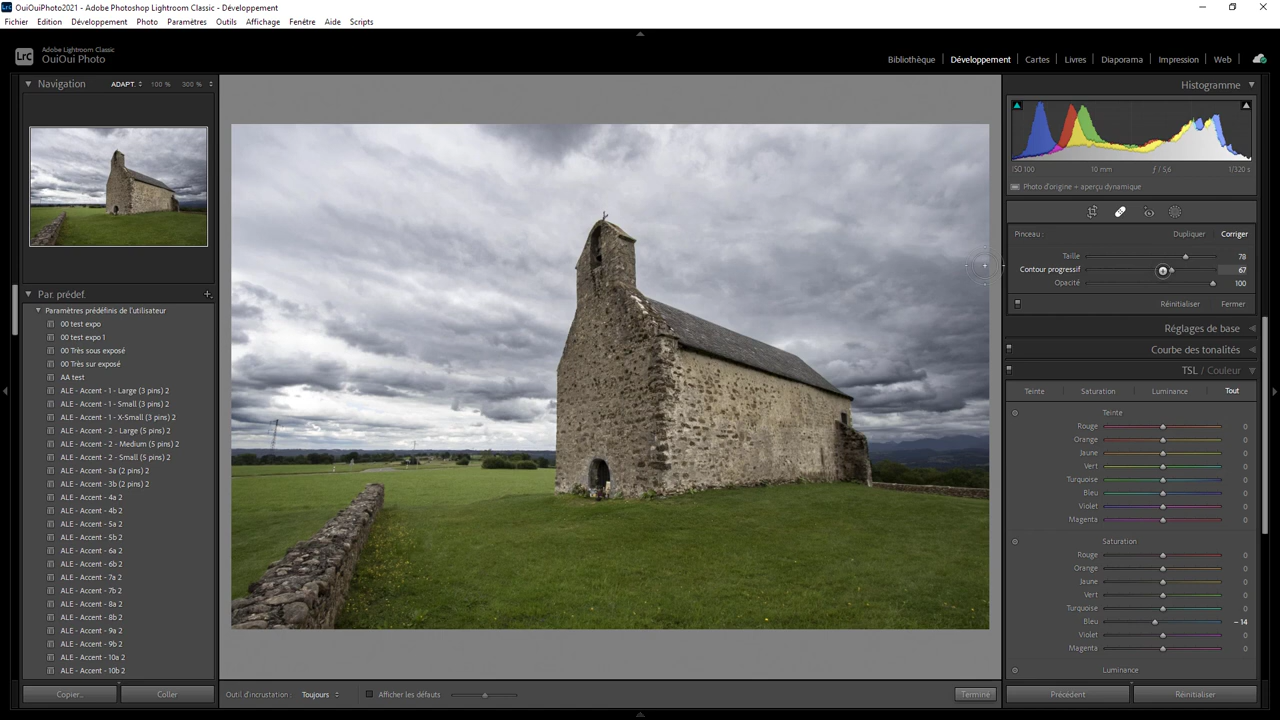 OuiOuiPhoto2021 - Adobe Photoshop Lightroom Classic - Développement
Fichier Edition Développement Photo Paramètres Outils Affichage Fenêtre Aide Scripts
Lrc
Adobe Lightroom Classic
OuiOui Photo
Bibliothèque Développement Cartes Livres Diaporama Impression Web
Navigation ADAPT. 100 % 300 %
Par. prédef.
Paramètres prédéfinis de l'utilisateur
00 test expo
00 test expo 1
00 Très sous exposé
00 Très sur exposé
AA test
ALE - Accent - 1 - Large (3 pins) 2
ALE - Accent - 1 - Small (3 pins) 2
ALE - Accent - 1 - X-Small (3 pins) 2
ALE - Accent - 2 - Large (5 pins) 2
ALE - Accent - 2 - Medium (5 pins) 2
ALE - Accent - 2 - Small (5 pins) 2
ALE - Accent - 3a (2 pins) 2
ALE - Accent - 3b (2 pins) 2
ALE - Accent - 4a 2
ALE - Accent - 4b 2
ALE - Accent - 5a 2
ALE - Accent - 5b 2
ALE - Accent - 6a 2
ALE - Accent - 6b 2
ALE - Accent - 7a 2
ALE - Accent - 7b 2
ALE - Accent - 8a 2
ALE - Accent - 8b 2
ALE - Accent - 9a 2
ALE - Accent - 9b 2
ALE - Accent - 10a 2
ALE - Accent - 10b 2
Copier... Coller
Outil d'incrustation : Toujours Afficher les défauts Terminé
Histogramme
ISO 100 10 mm ƒ / 5,6 1/120 s
Photo d'origine + aperçu dynamique
Pinceau : Dupliquer Corriger
Taille 78
Contour progressif 67
Opacité 100
Réinitialiser Fermer
Réglages de base
Courbe des tonalités
TSL / Couleur
Teinte Saturation Luminance Tout
Teinte
Rouge 0
Orange 0
Jaune 0
Vert 0
Turquoise 0
Bleu 0
Violet 0
Magenta 0
Saturation
Rouge 0
Orange 0
Jaune 0
Vert 0
Turquoise 0
Bleu – 14
Violet 0
Magenta 0
Luminance
Précédent Réinitialiser